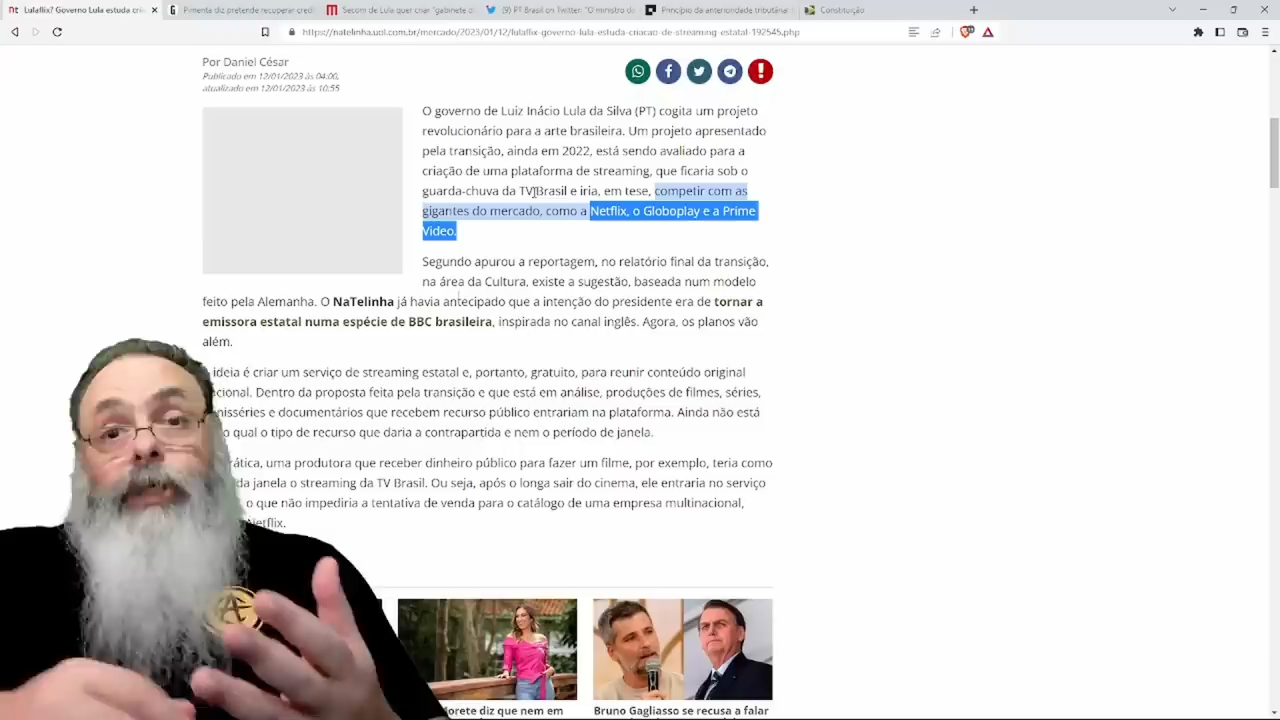 Lulaflix? Governo Lula estuda cria
Pimenta diz pretende recuperar credi
Secom de Lula quer criar "gabinete d
(9) PT Brasil on Twitter: "O ministro da
Princípio da anterioridade tributária
Constituição
https://natelinha.uol.com.br/mercado/2023/01/12/lulaflix-governo-lula-estuda-criacao-de-streaming-estatal-192545.php
Por Daniel César
Publicado em 12/01/2023 às 04:00,
atualizado em 12/01/2023 às 10:55
O governo de Luiz Inácio Lula da Silva (PT) cogita um projeto
revolucionário para a arte brasileira. Um projeto apresentado
pela transição, ainda em 2022, está sendo avaliado para a
criação de uma plataforma de streaming, que ficaria sob o
guarda-chuva da TV Brasil e iria, em tese, competir com as
gigantes do mercado, como a Netflix, o Globoplay e a Prime
Video.
Segundo apurou a reportagem, no relatório final da transição,
na área da Cultura, existe a sugestão, baseada num modelo
feito pela Alemanha. O NaTelinha já havia antecipado que a intenção do presidente era de tornar a
emissora estatal numa espécie de BBC brasileira, inspirada no canal inglês. Agora, os planos vão
além.
ideia é criar um serviço de streaming estatal e, portanto, gratuito, para reunir conteúdo original
cional. Dentro da proposta feita pela transição e que está em análise, produções de filmes, séries,
nisséries e documentários que recebem recurso público entrariam na plataforma. Ainda não está
o qual o tipo de recurso que daria a contrapartida e nem o período de janela.
rática, uma produtora que receber dinheiro público para fazer um filme, por exemplo, teria como
da janela o streaming da TV Brasil. Ou seja, após o longa sair do cinema, ele entraria no serviço
o que não impediria a tentativa de venda para o catálogo de uma empresa multinacional,
Netflix.
orete diz que nem em
Bruno Gagliasso se recusa a falar